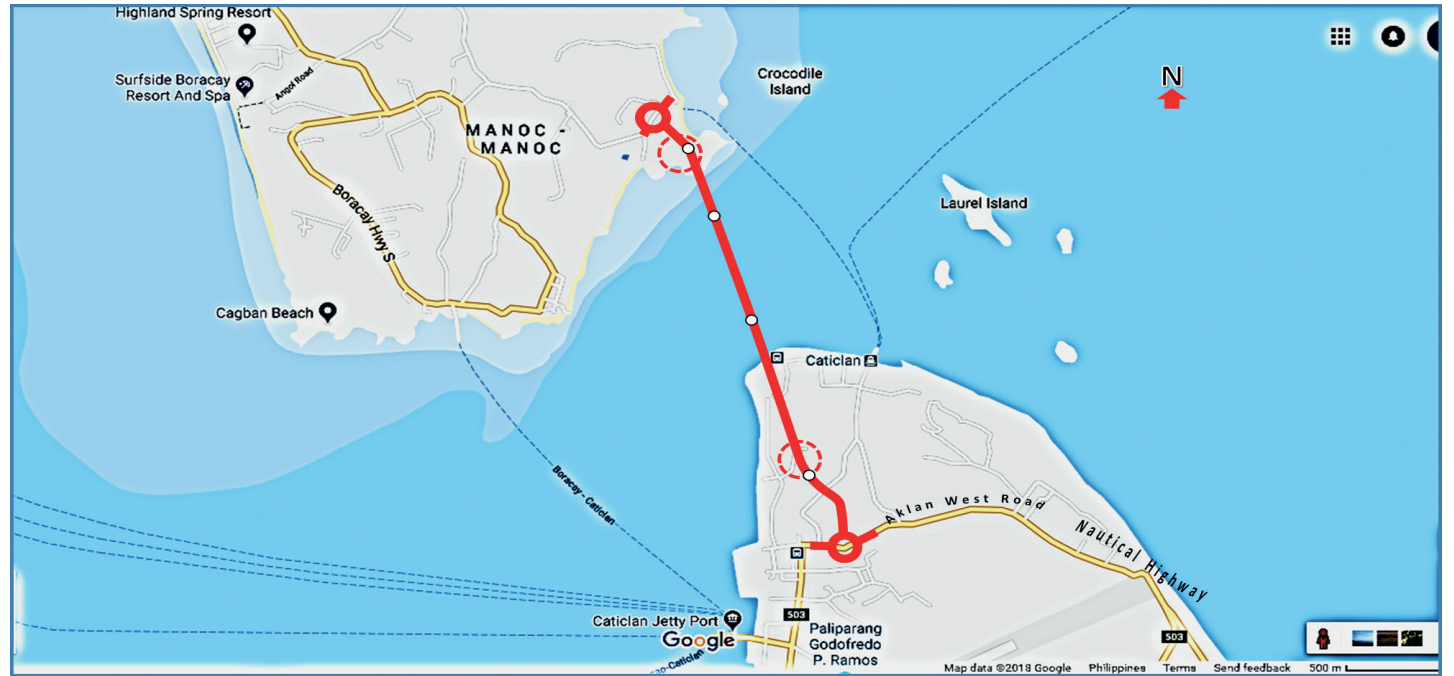 Highland Spring Resort
Surfside Boracay
Resort And Spa
Angol Road
MANOC -
MANOC
Crocodile
Island
N
Laurel Island
Boracay Hwy S
Cagban Beach
Caticlan
Boracay - Caticlan
Aklan West Road
Nautical Highway
Caticlan Jetty Port
Google
503
Paliparang
Godofredo
P. Ramos
503
Map data ©2018 Google Philippines Terms Send feedback 500 m